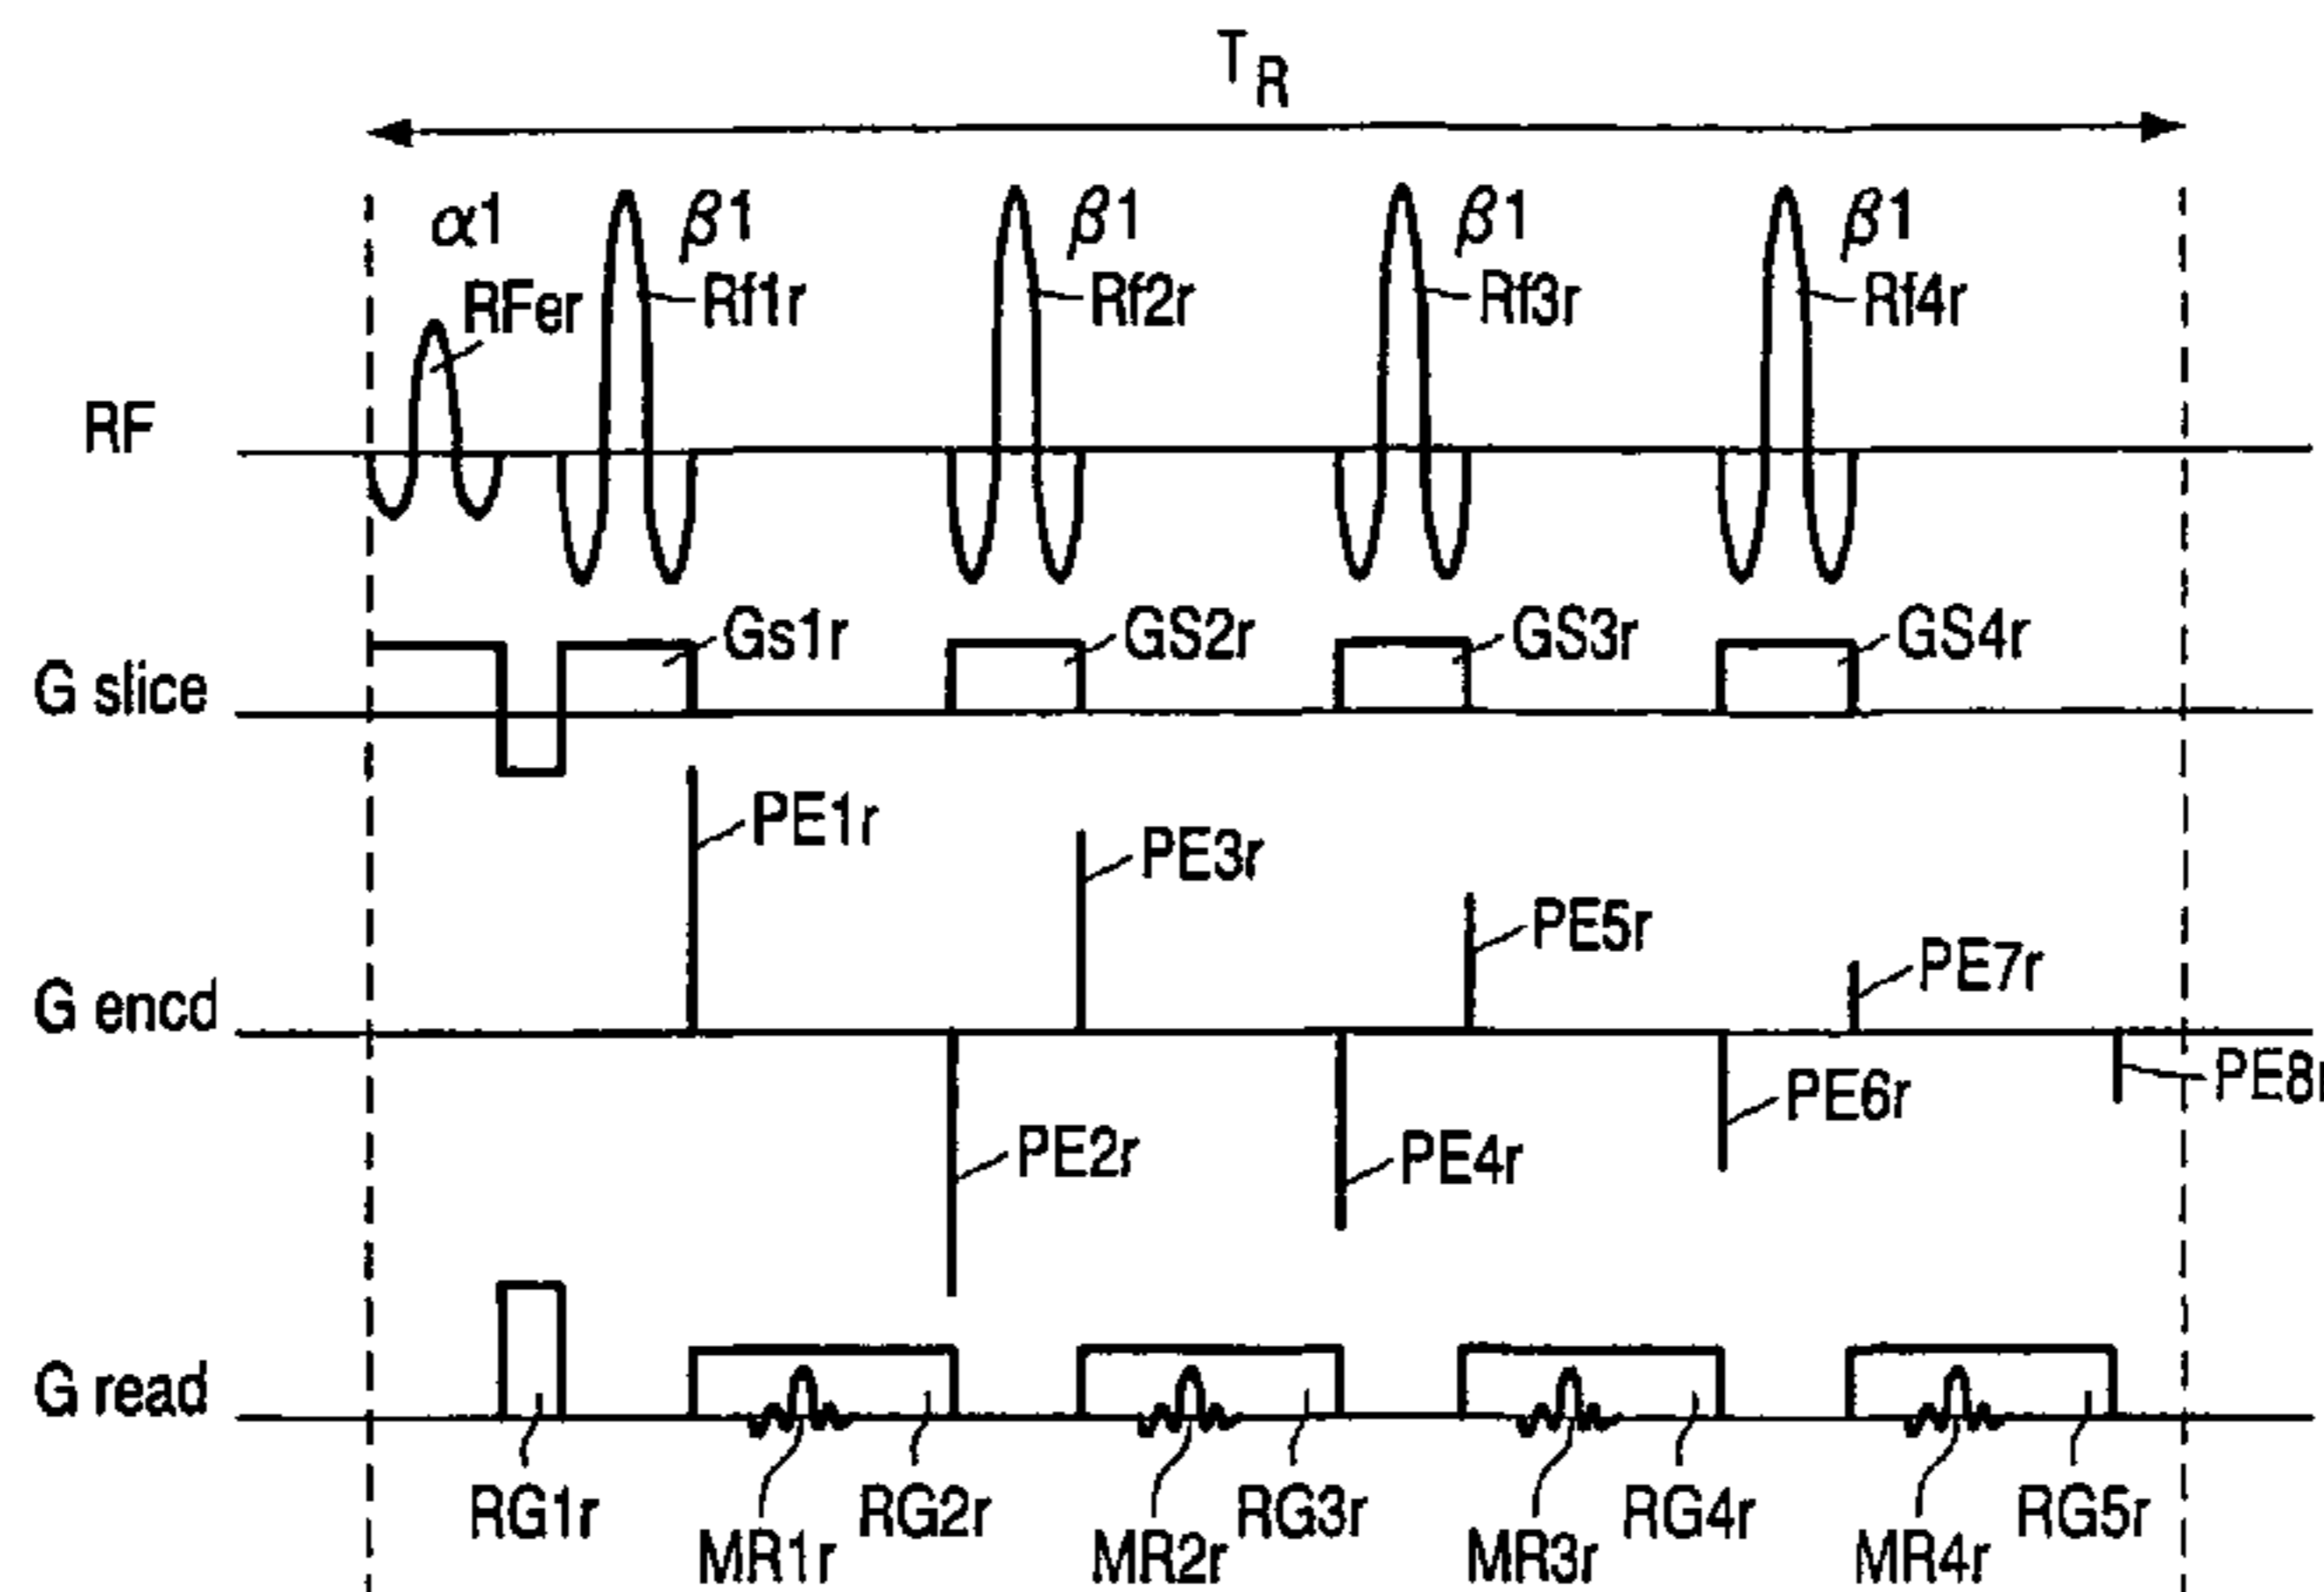 TR
α1 β1 β1 β1 β1
RFer Rf1r Rf2r Rf3r Rf4r
RF
Gs1r GS2r GS3r GS4r
G slice
PE1r PE3r PE5r PE7r
G encd
PE2r PE4r PE6r PE8r
G read
RG1r RG2r RG3r RG4r RG5r
MR1r MR2r MR3r MR4r